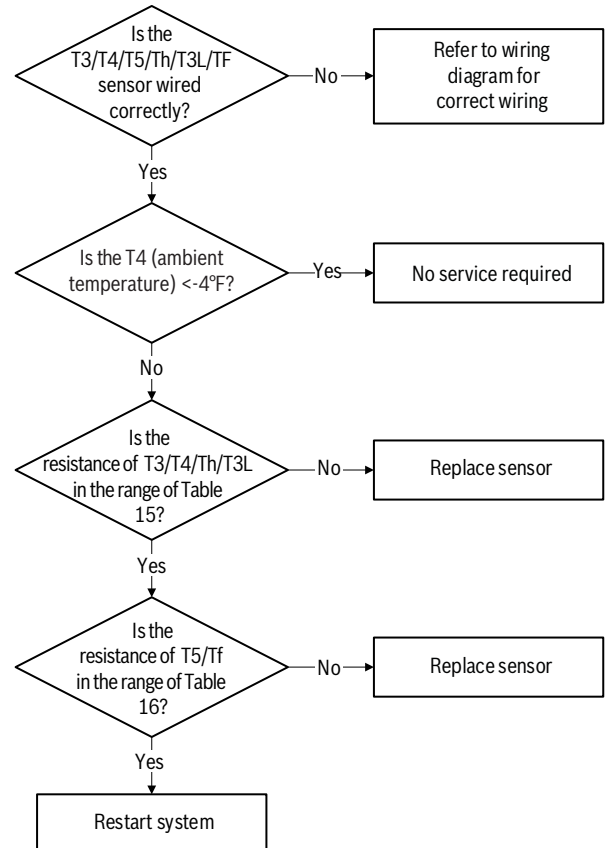 Is the
T3/T4/T5/Th/T3L/TF
sensor wired
correctly?
No
Refer to wiring
diagram for
correct wiring
Yes
Is the T4 (ambient
temperature) <-4°F?
Yes
No service required
No
Is the
resistance of T3/T4/Th/T3L
in the range of Table
15?
No
Replace sensor
Yes
Is the
resistance of T5/Tf
in the range of Table
16?
No
Replace sensor
Yes
Restart system